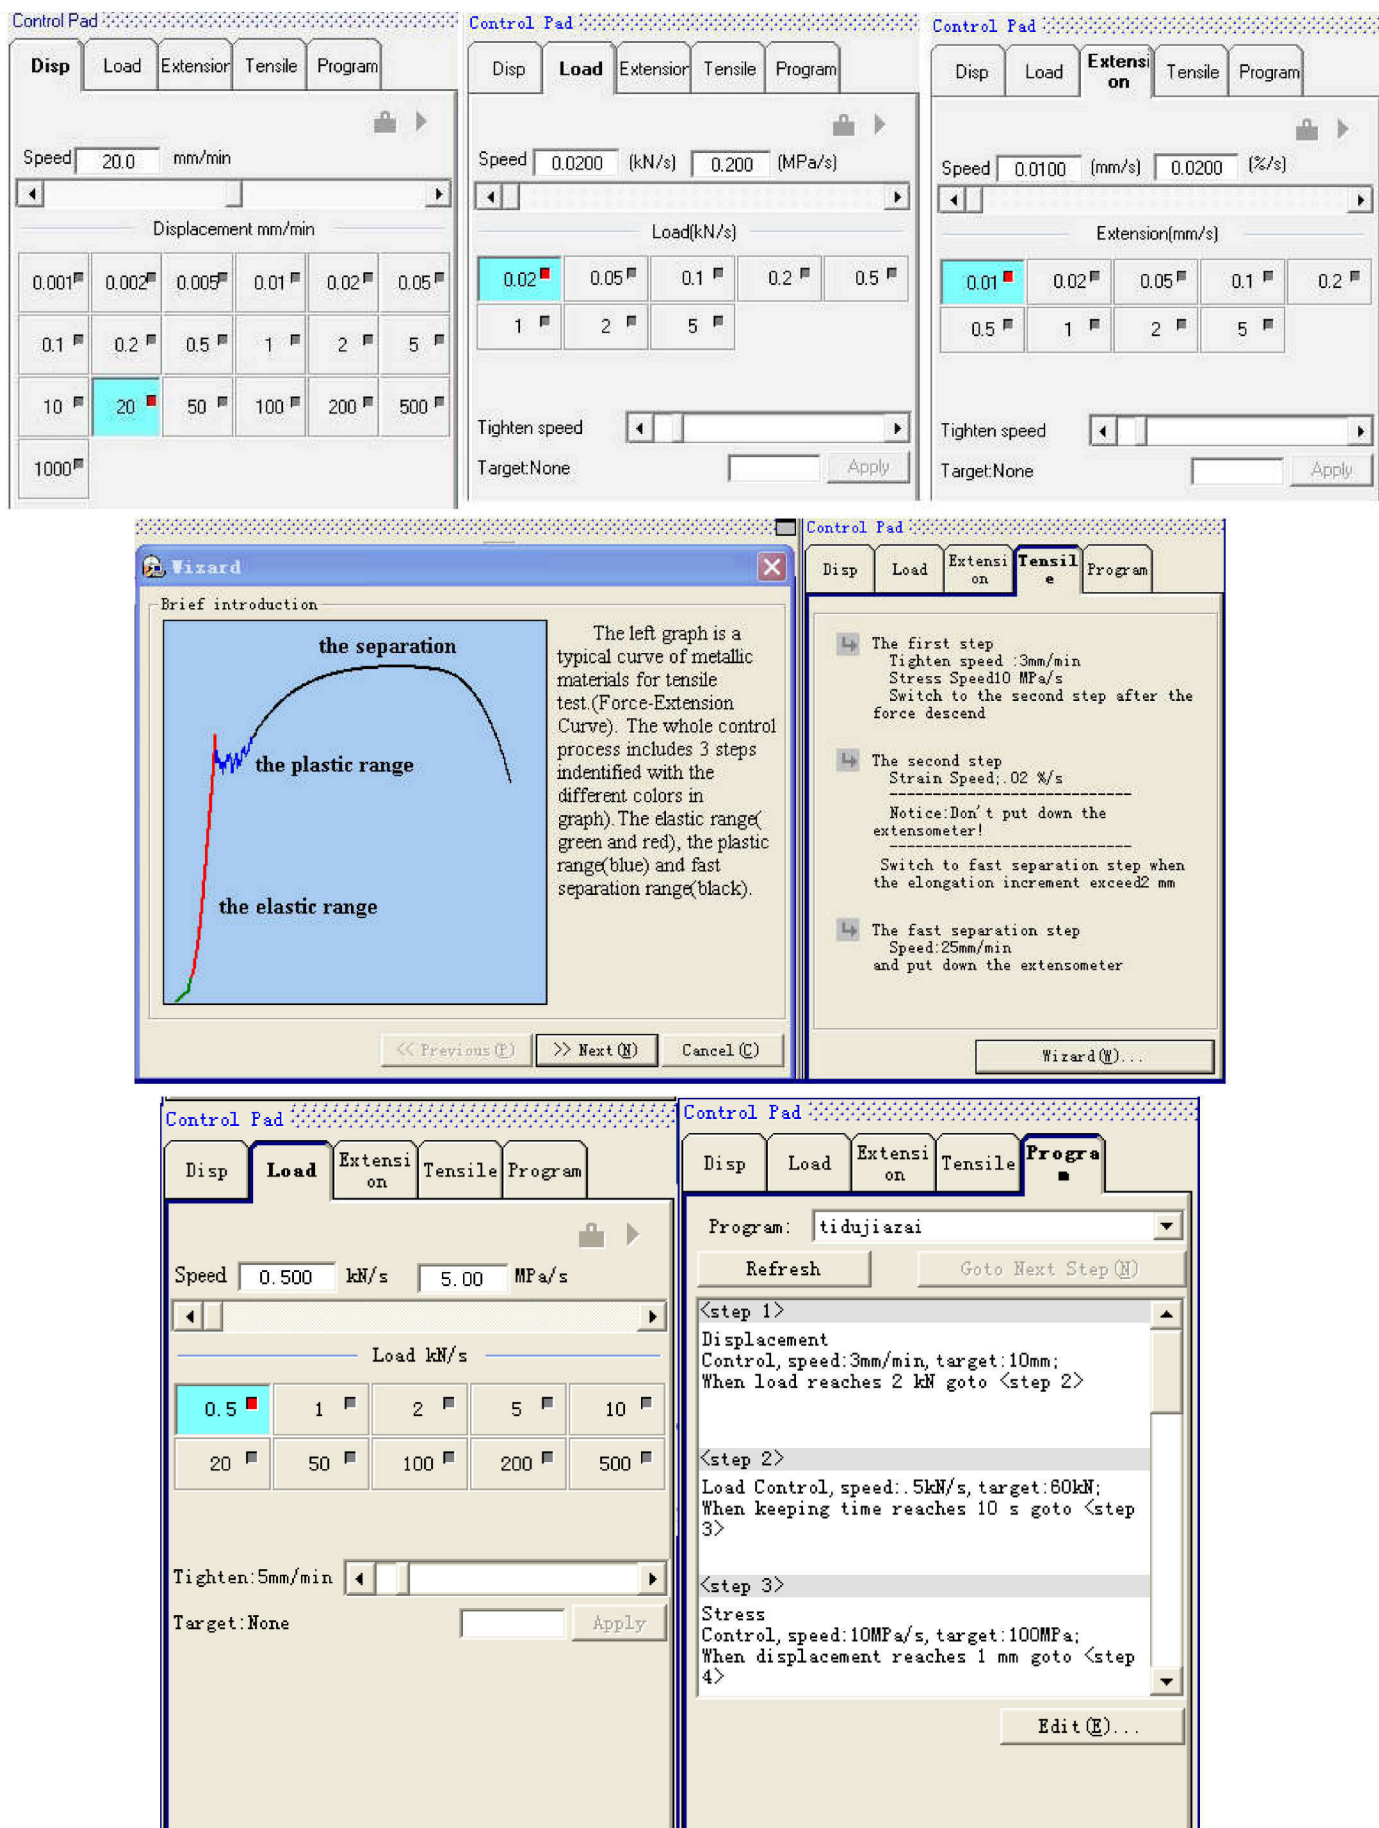 Control Pad
Disp Load Extension Tensile Program
Speed 20.0 mm/min
Displacement mm/min
0.001 0.002 0.005 0.01 0.02 0.05
0.1 0.2 0.5 1 2 5
10 20 50 100 200 500
1000
Control Pad
Disp Load Extension Tensile Program
Speed 0.0200 (kN/s) 0.200 (MPa/s)
Load(kN/s)
0.02 0.05 0.1 0.2 0.5
1 2 5
Tighten speed
Target:None Apply
Control Pad
Disp Load Extensi
on Tensile Program
Speed 0.0100 (mm/s) 0.0200 (%/s)
Extension(mm/s)
0.01 0.02 0.05 0.1 0.2
0.5 1 2 5
Tighten speed
Target:None Apply
Wizard
Brief introduction
the separation
the plastic range
the elastic range
The left graph is a
typical curve of metallic
materials for tensile
test.(Force-Extension
Curve). The whole control
process includes 3 steps
indentified with the
different colors in
graph).The elastic range(
green and red), the plastic
range(blue) and fast
separation range(black).
<< Previous(P) >> Next(N) Cancel(C)
Control Pad
Disp Load Extensi
on Tensil
e Program
The first step
Tighten speed :3mm/min
Stress Speed10 MPa/s
Switch to the second step after the
force descend
The second step
Strain Speed:.02 %/s
----------------------------
Notice:Don't put down the
extensometer!
----------------------------
Switch to fast separation step when
the elongation increment exceed2 mm
The fast separation step
Speed:25mm/min
and put down the extensometer
Wizard(W)...
Control Pad
Disp Load Extensi
on Tensile Program
Speed 0.500 kN/s 5.00 MPa/s
Load kN/s
0.5 1 2 5 10
20 50 100 200 500
Tighten:5mm/min
Target:None Apply
Control Pad
Disp Load Extensi
on Tensile Progra
m
Program: tidujiazai
Refresh Goto Next Step(N)
<step 1>
Displacement
Control, speed:3mm/min, target:10mm;
When load reaches 2 kN goto <step 2>
<step 2>
Load Control, speed:.5kN/s, target:60kN;
When keeping time reaches 10 s goto <step
3>
<step 3>
Stress
Control, speed:10MPa/s, target:100MPa;
When displacement reaches 1 mm goto <step
4>
Edit(E)...